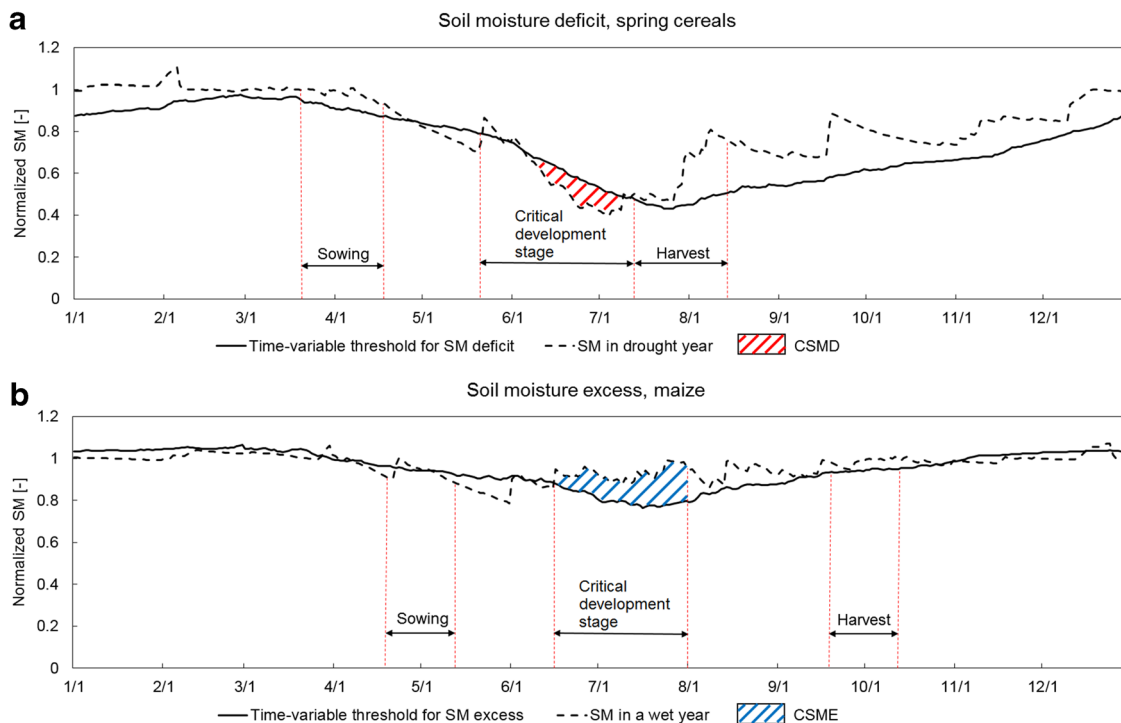 a
Soil moisture deficit, spring cereals
Normalized SM [-]
1.2
1
0.8
0.6
0.4
0.2
0
Sowing
Critical
development
stage
Harvest
1/1 2/1 3/1 4/1 5/1 6/1 7/1 8/1 9/1 10/1 11/1 12/1
Time-variable threshold for SM deficit SM in drought year CSMD
b
Soil moisture excess, maize
Normalized SM [-]
1.2
1
0.8
0.6
0.4
0.2
0
Sowing
Critical
development
stage
Harvest
1/1 2/1 3/1 4/1 5/1 6/1 7/1 8/1 9/1 10/1 11/1 12/1
Time-variable threshold for SM excess SM in a wet year CSME